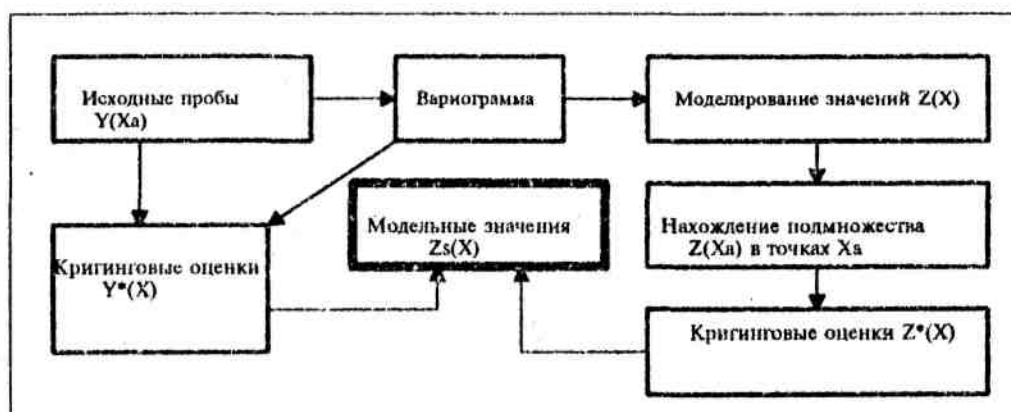 Исходные пробы
Y(Xa)
Вариограмма
Моделирование значений Z(X)
Модельные значения
Zs(X)
Нахождение подмножества
Z(Xa) в точках Xa
Кригинговые оценки
Y*(X)
Кригинговые оценки Z*(X)